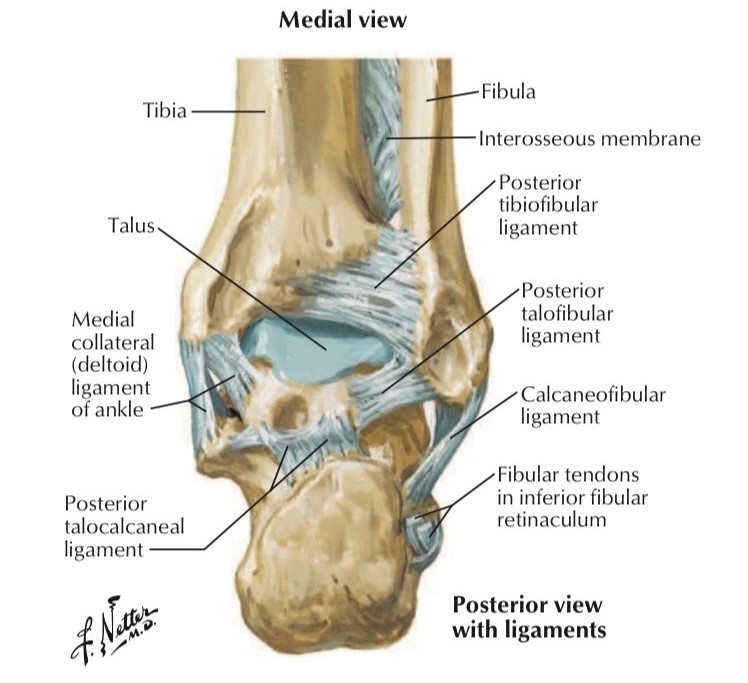 Medial view
Tibia
Fibula
Interosseous membrane
Posterior
tibiofibular
ligament
Talus
Posterior
talofibular
ligament
Medial
collateral
(deltoid)
ligament
of ankle
Calcaneofibular
ligament
Fibular tendons
in inferior fibular
retinaculum
Posterior
talocalcaneal
ligament
Posterior view
with ligaments
F. Netter
M.D.